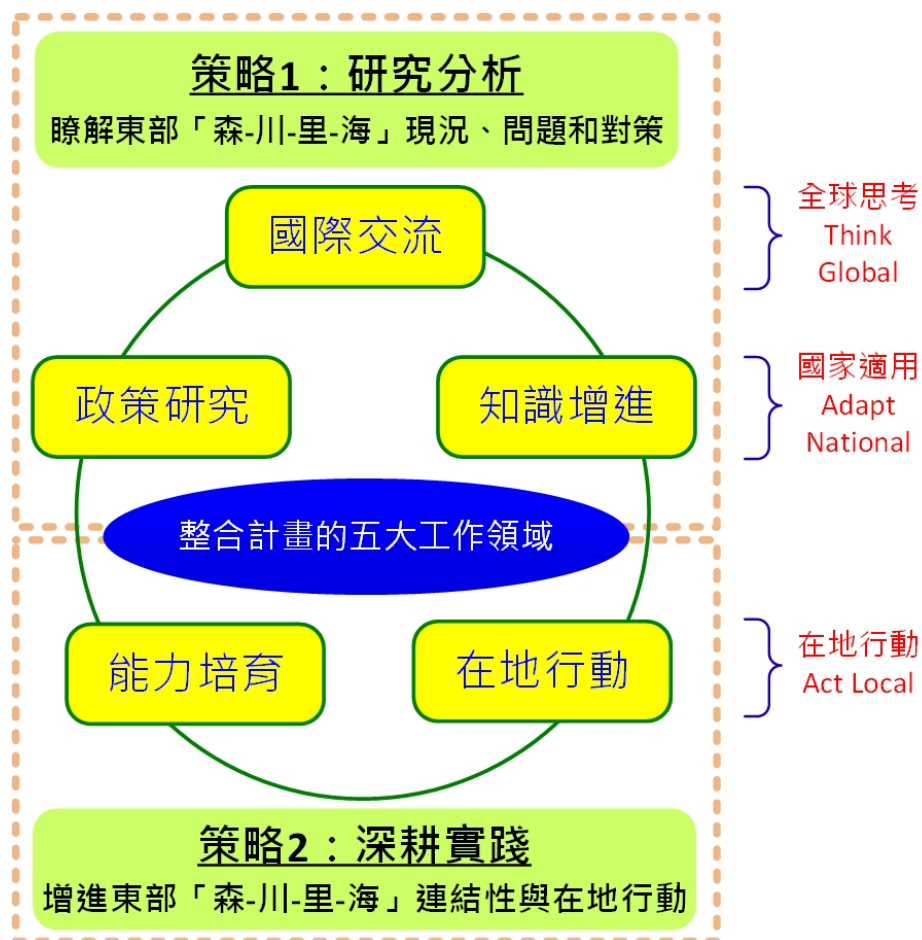 策略1：研究分析
瞭解東部「森-川-里-海」現況、問題和對策
國際交流
全球思考
Think
Global
政策研究
知識增進
國家適用
Adapt
National
整合計畫的五大工作領域
能力培育
在地行動
在地行動
Act Local
策略2：深耕實踐
增進東部「森-川-里-海」連結性與在地行動